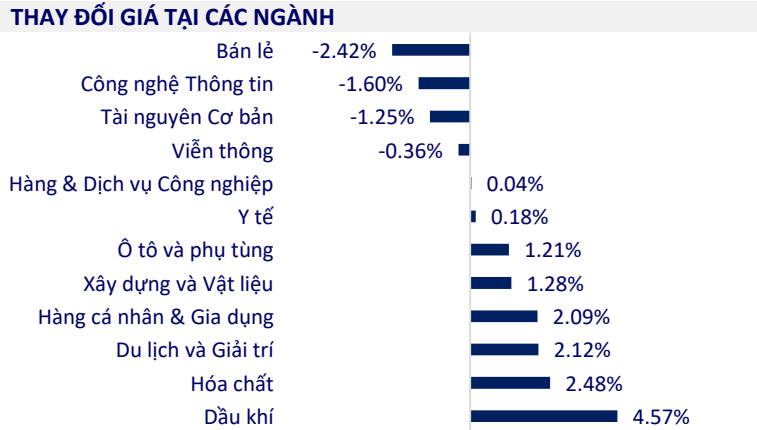 THAY ĐỔI GIÁ TẠI CÁC NGÀNH
Bán lẻ -2.42%
Công nghệ Thông tin -1.60%
Tài nguyên Cơ bản -1.25%
Viễn thông -0.36%
Hàng & Dịch vụ Công nghiệp 0.04%
Y tế 0.18%
Ô tô và phụ tùng 1.21%
Xây dựng và Vật liệu 1.28%
Hàng cá nhân & Gia dụng 2.09%
Du lịch và Giải trí 2.12%
Hóa chất 2.48%
Dầu khí 4.57%